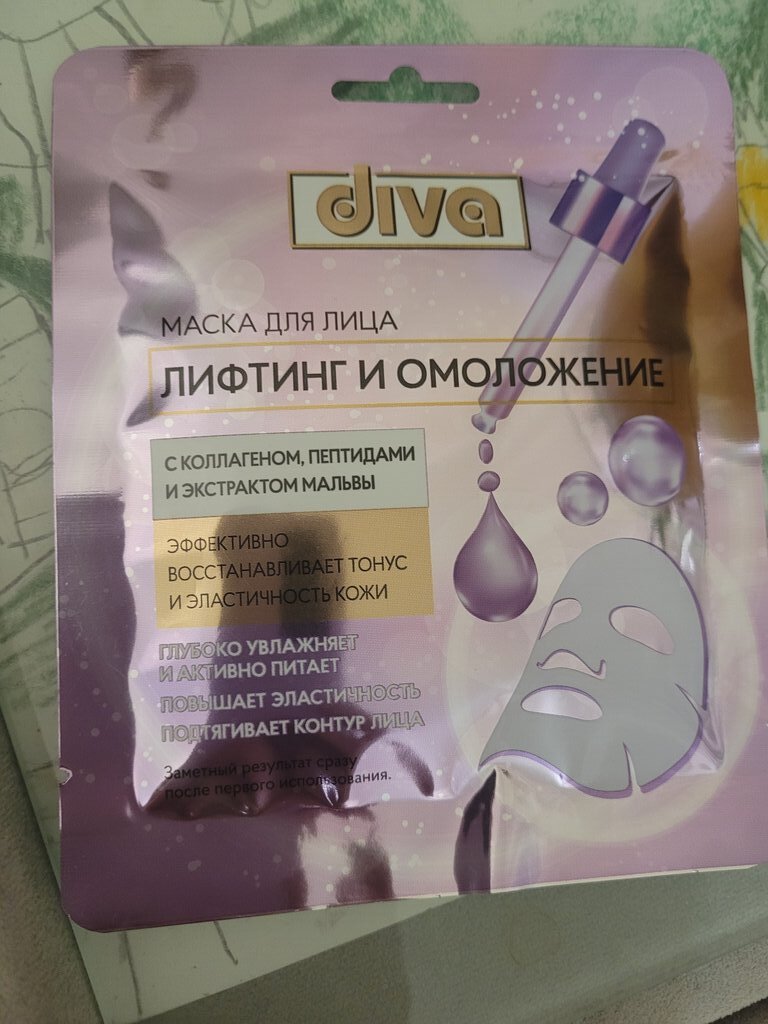 diva
МАСКА ДЛЯ ЛИЦА
ЛИФТИНГ И ОМОЛОЖЕНИЕ
С КОЛЛАГЕНОМ, ПЕПТИДАМИ
И ЭКСТРАКТОМ МАЛЬВЫ
ЭФФЕКТИВНО
ВОССТАНАВЛИВАЕТ ТОНУС
И ЭЛАСТИЧНОСТЬ КОЖИ
ГЛУБОКО УВЛАЖНЯЕТ
И АКТИВНО ПИТАЕТ
ПОВЫШАЕТ ЭЛАСТИЧНОСТЬ
ПОДТЯГИВАЕТ КОНТУР ЛИЦА
Заметный результат сразу
после первого использования.